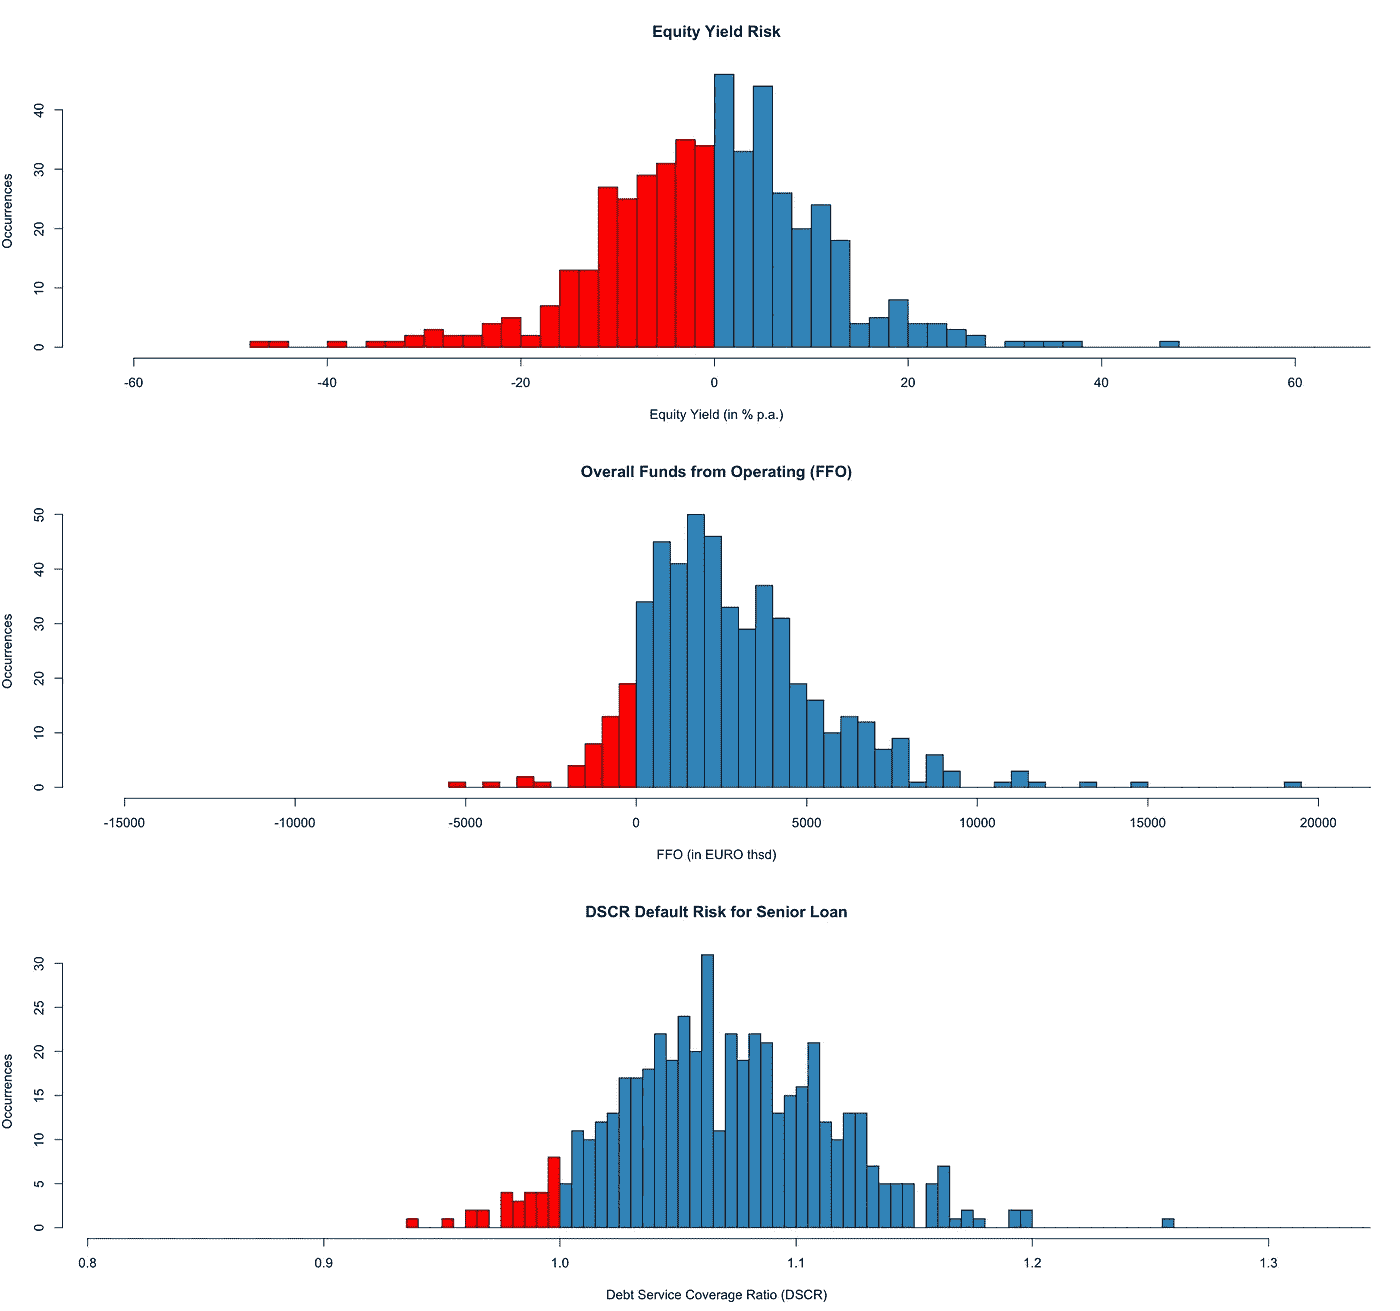 Equity Yield Risk
Occurrences
40
30
20
10
0
-60 -40 -20 0 20 40 60
Equity Yield (in % p.a.)
Overall Funds from Operating (FFO)
Occurrences
50
40
30
20
10
0
-15000 -10000 -5000 0 5000 10000 15000 20000
FFO (in EURO thsd)
DSCR Default Risk for Senior Loan
Occurrences
30
25
20
15
10
5
0
0.8 0.9 1.0 1.1 1.2 1.3
Debt Service Coverage Ratio (DSCR)